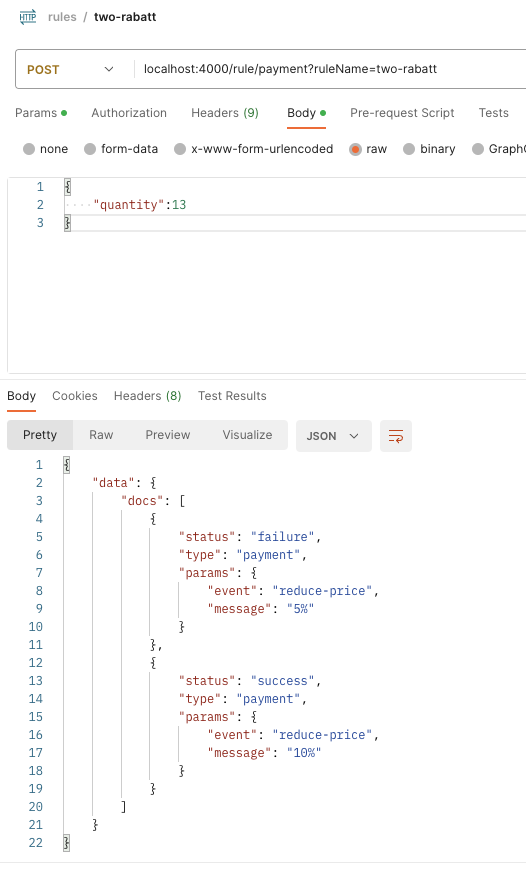 HTTP rules / two-rabatt
POST localhost:4000/rule/payment?ruleName=two-rabatt
Params Authorization Headers (9) Body Pre-request Script Tests
none form-data x-www-form-urlencoded raw binary Graph
1 {
2 "quantity":13
3 }
Body Cookies Headers (8) Test Results
Pretty Raw Preview Visualize JSON
1 {
2 "data": {
3 "docs": [
4 {
5 "status": "failure",
6 "type": "payment",
7 "params": {
8 "event": "reduce-price",
9 "message": "5%"
10 }
11 },
12 {
13 "status": "success",
14 "type": "payment",
15 "params": {
16 "event": "reduce-price",
17 "message": "10%"
18 }
19 }
20 ]
21 }
22 }